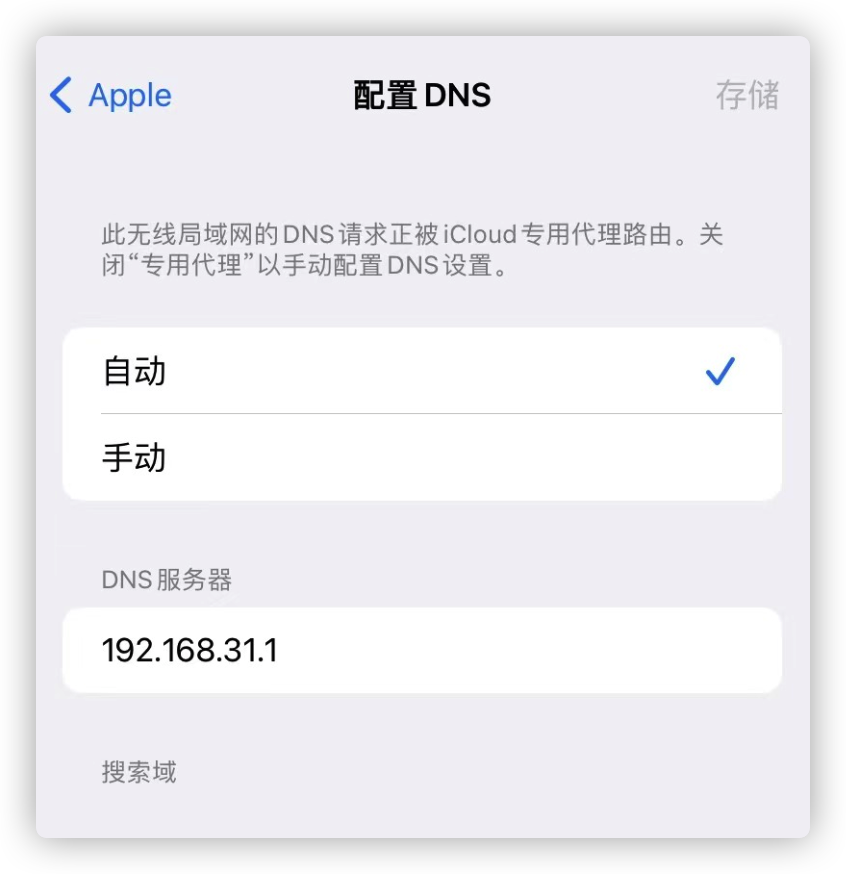 Apple
配置 DNS
存储
此无线局域网的DNS请求正被iCloud专用代理路由。关
闭“专用代理”以手动配置DNS设置。
自动
手动
DNS服务器
192.168.31.1
搜索域